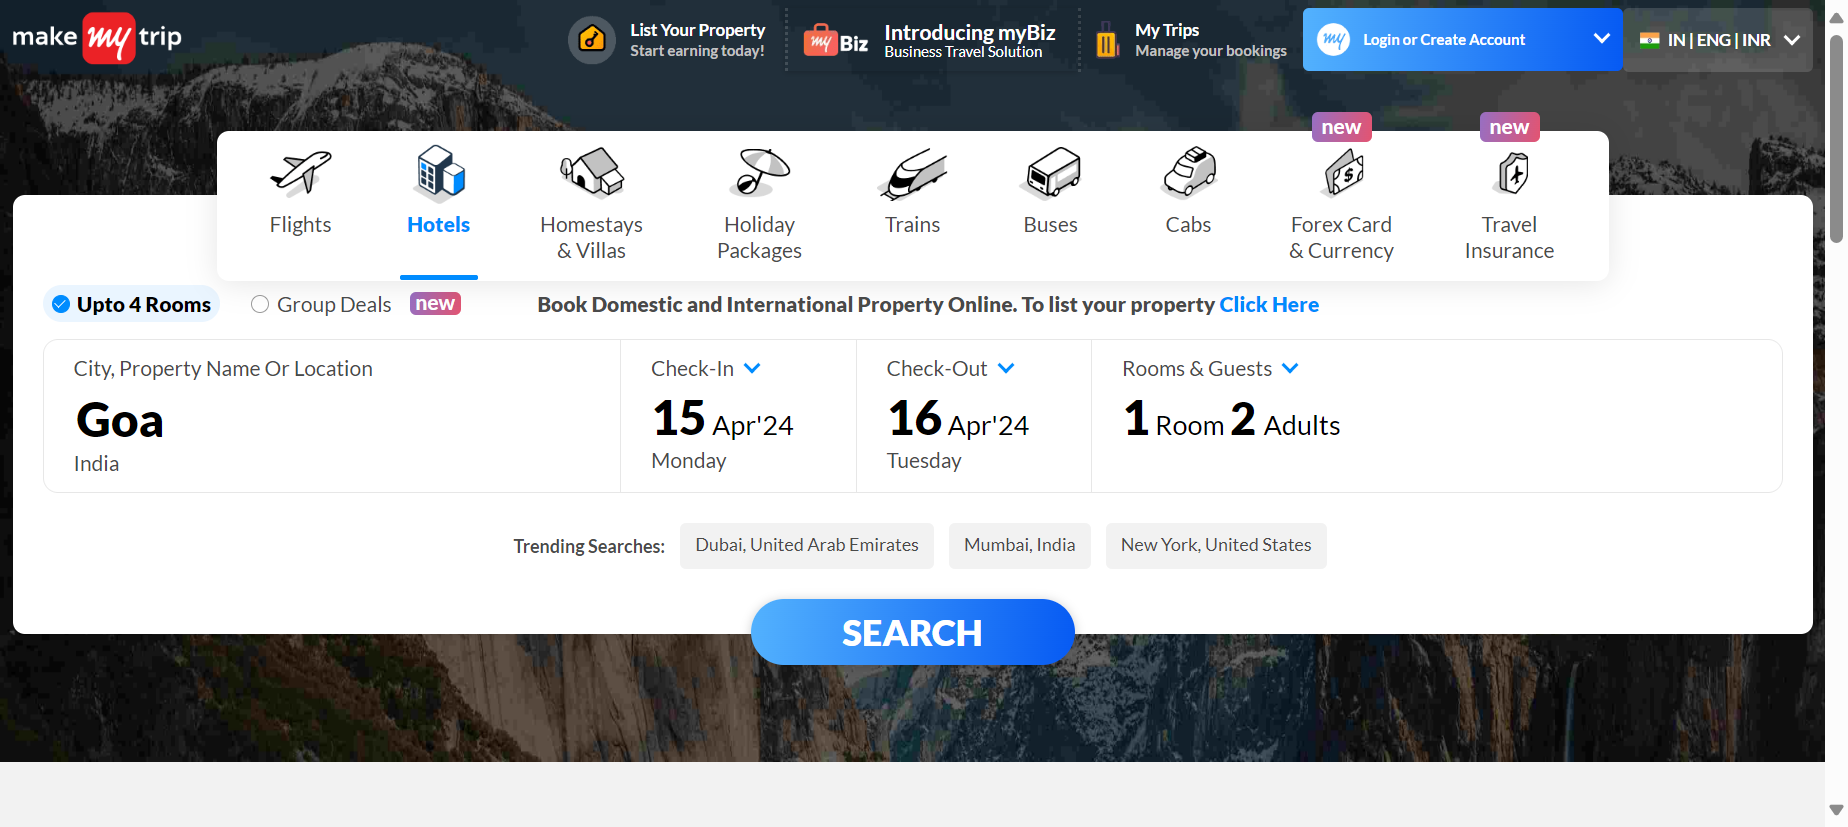 make my trip
List Your Property
Start earning today!
my Biz
Introducing myBiz
Business Travel Solution
My Trips
Manage your bookings
my
Login or Create Account
IN | ENG | INR
new
new
Flights
Hotels
Homestays
& Villas
Holiday
Packages
Trains
Buses
Cabs
Forex Card
& Currency
Travel
Insurance
Upto 4 Rooms
Group Deals
new
Book Domestic and International Property Online. To list your property Click Here
City, Property Name Or Location
Goa
India
Check-In
15 Apr'24
Monday
Check-Out
16 Apr'24
Tuesday
Rooms & Guests
1 Room 2 Adults
Trending Searches:
Dubai, United Arab Emirates
Mumbai, India
New York, United States
SEARCH